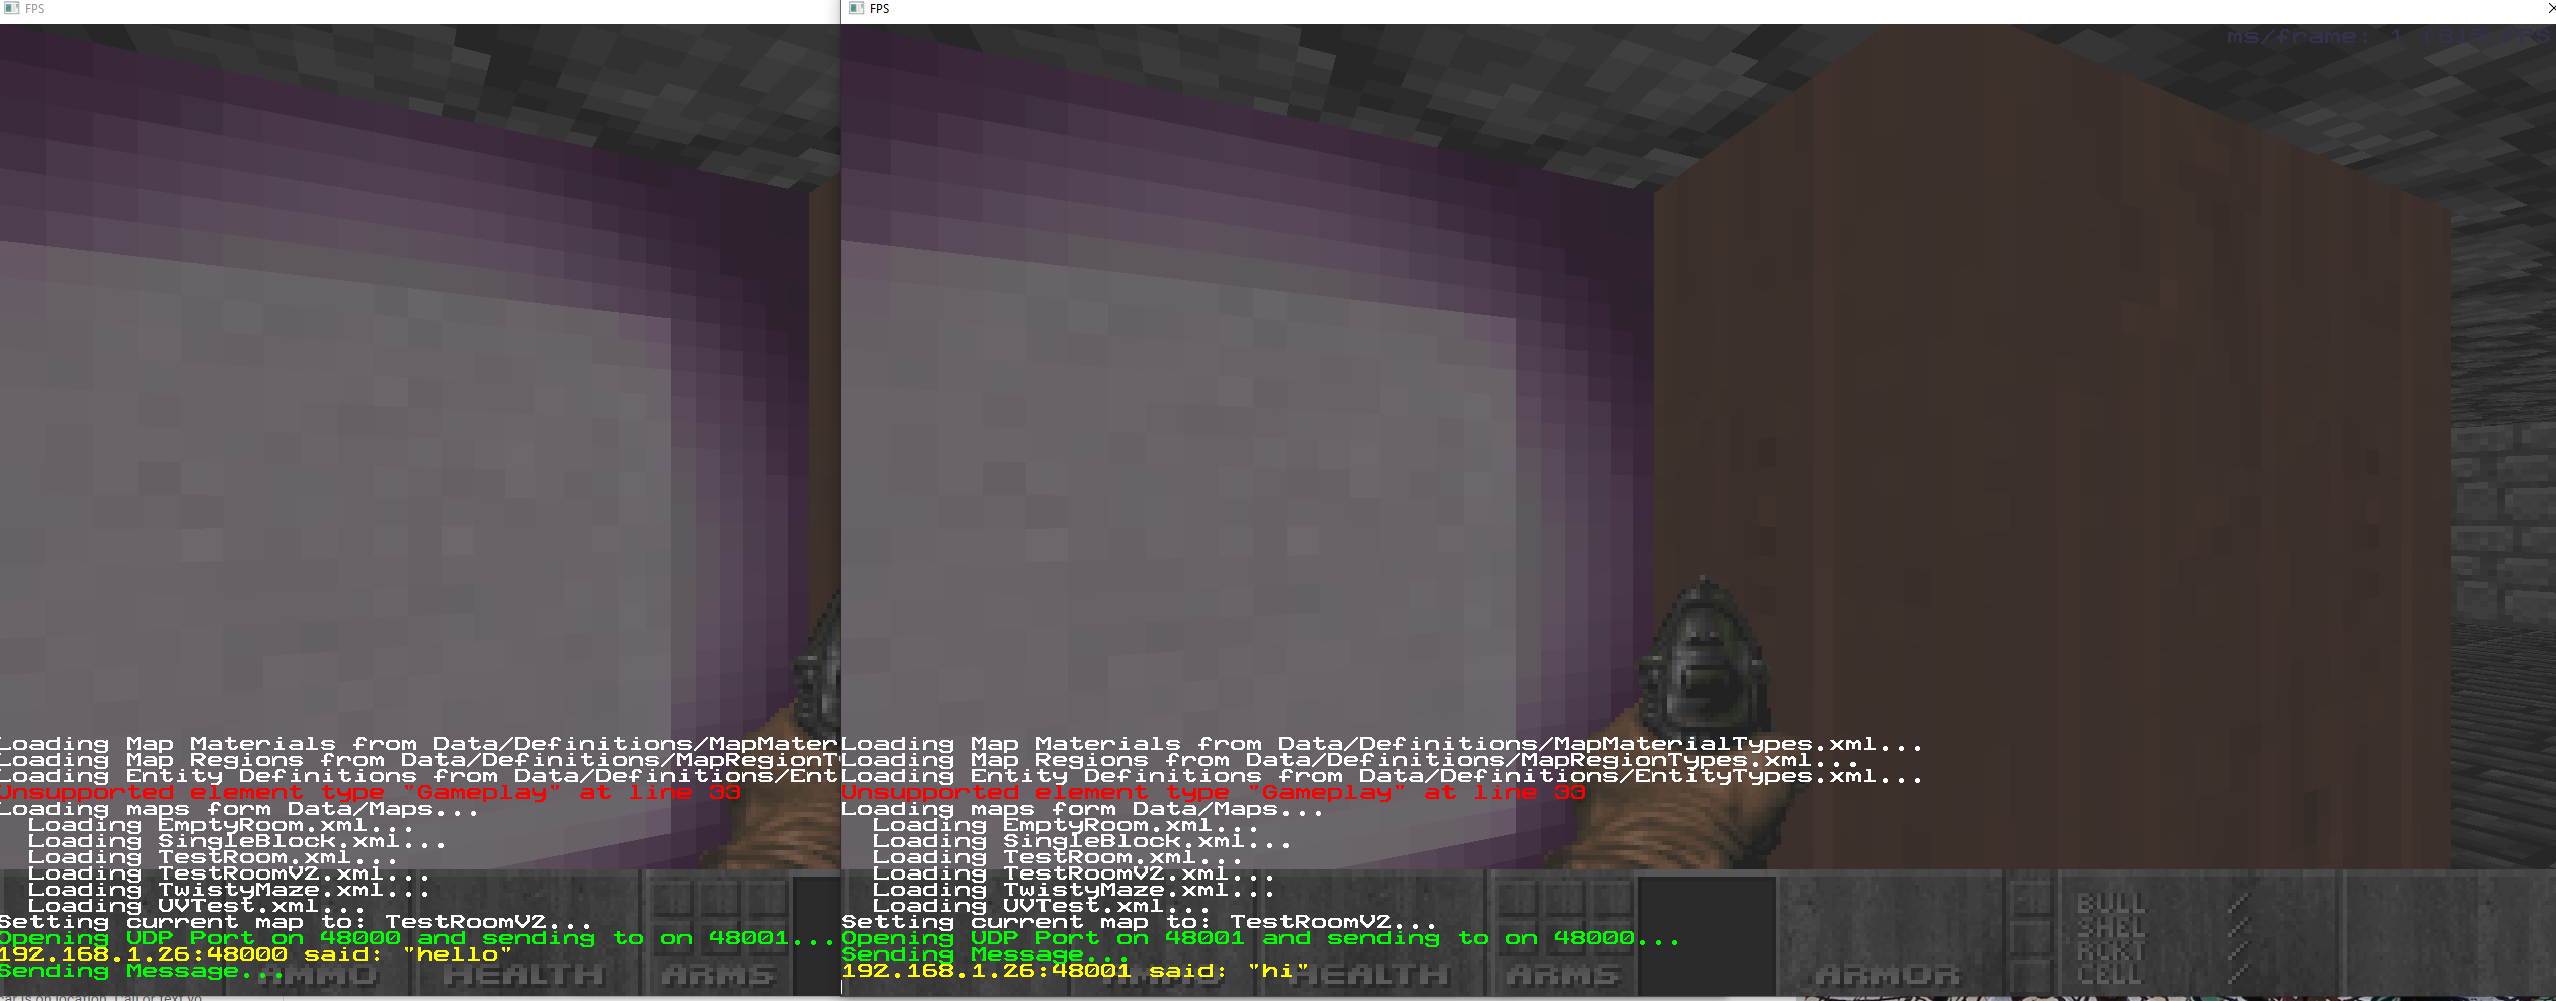 FPS
Loading Map Materials from Data/Definitions/MapMater
Loading Map Regions from Data/Definitions/MapRegionT
Loading Entity Definitions from Data/Definitions/Ent
Unsupported element type "Gameplay" at line 33
Loading maps form Data/Maps...
Loading EmptyRoom.xml...
Loading SingleBlock.xml...
Loading TestRoom.xml...
Loading TestRoomV2.xml...
Loading TwistyMaze.xml...
Loading UVTest.xml...
Setting current map to: TestRoomV2...
Opening UDP Port on 48000 and sending to on 48001...
192.168.1.26:48000 said: "hello"
Sending Message...
AMMO HEALTH ARMS
FPS
ms/frame: 1
Loading Map Materials from Data/Definitions/MapMaterialTypes.xml...
Loading Map Regions from Data/Definitions/MapRegionTypes.xml...
Loading Entity Definitions from Data/Definitions/EntityTypes.xml...
Unsupported element type "Gameplay" at line 33
Loading maps form Data/Maps...
Loading EmptyRoom.xml...
Loading SingleBlock.xml...
Loading TestRoom.xml...
Loading TestRoomV2.xml...
Loading TwistyMaze.xml...
Loading UVTest.xml...
Setting current map to: TestRoomV2...
Opening UDP Port on 48001 and sending to on 48000...
Sending Message...
192.168.1.26:48001 said: "hi"
AMMO HEALTH ARMS ARMOR
BULL /
SHEL /
RCKT /
CELL /